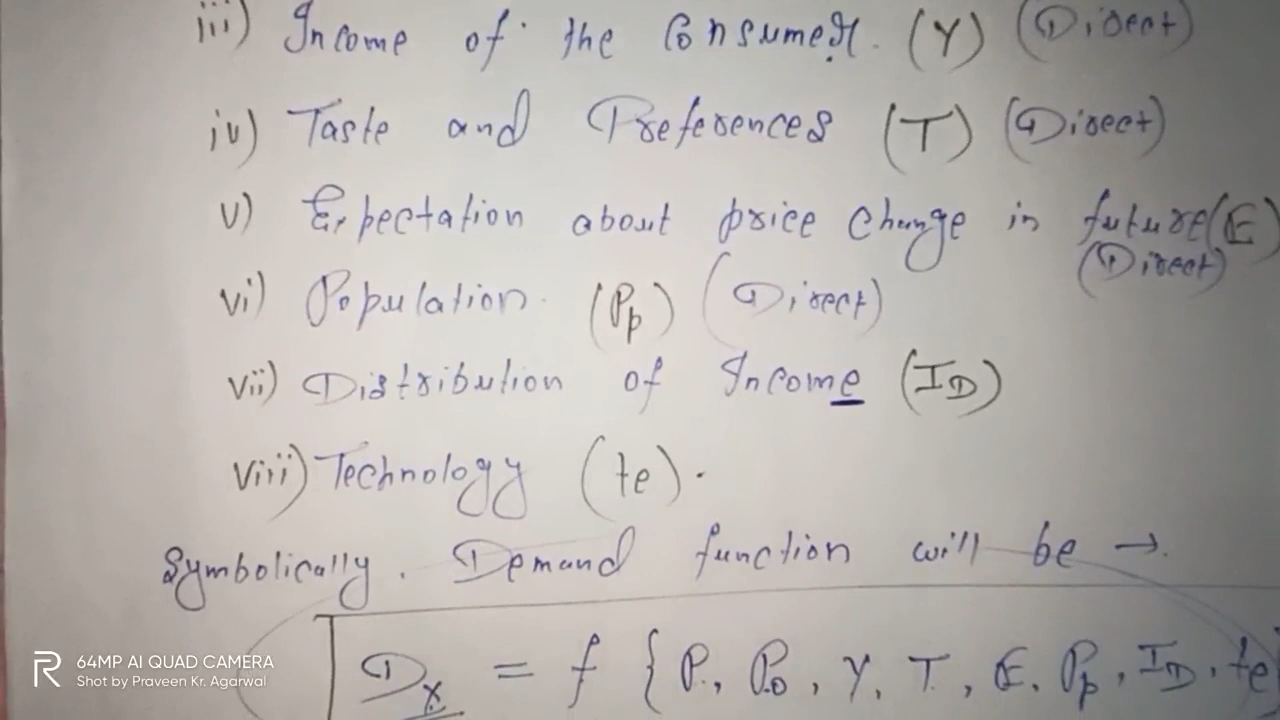 iii) Income of the Consumer. (Y) (Direct)
iv) Taste and Preferences (T) (Direct)
v) Expectation about price change in future (E)
(Direct)
vi) Population (Pp) (Direct)
vii) Distribution of Income (ID)
viii) Technology (te).
Symbolically. Demand function will be →.
Dx = f { P., Po, Y, T, E, Pp, ID, te
64MP AI QUAD CAMERA
Shot by Praveen Kr. Agarwal